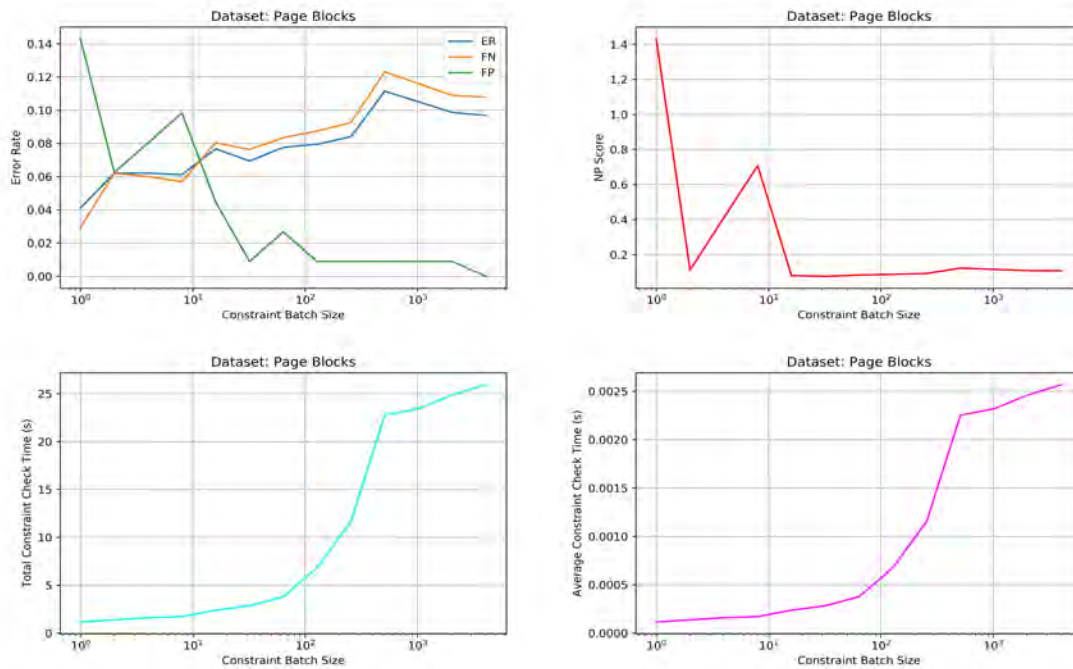 Dataset: Page Blocks
Error Rate
0.14
0.12
0.10
0.08
0.06
0.04
0.02
0.00
ER
FN
FP
10⁰
10¹
10²
10³
Constraint Batch Size
Dataset: Page Blocks
NP Score
1.4
1.2
1.0
0.8
0.6
0.4
0.2
10⁰
10¹
10²
10³
Constraint Batch Size
Dataset: Page Blocks
Total Constraint Check Time (s)
25
20
15
10
5
0
10⁰
10¹
10²
10³
Constraint Batch Size
Dataset: Page Blocks
Average Constraint Check Time (s)
0.0025
0.0020
0.0015
0.0010
0.0005
0.0000
10⁰
10¹
10²
10³
Constraint Batch Size